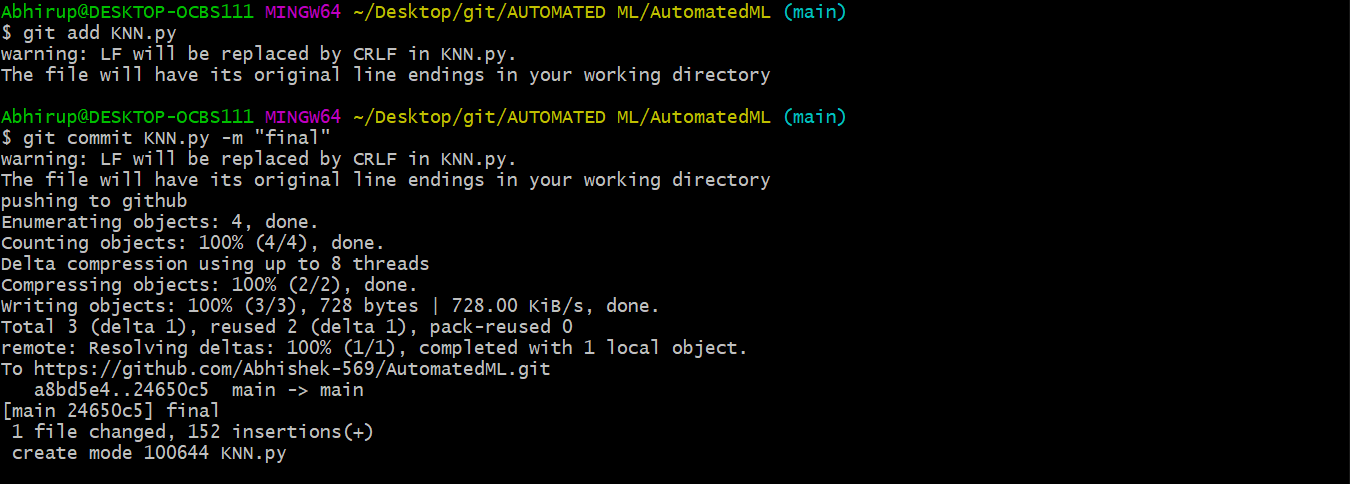 Abhirup@DESKTOP-OCBS111 MINGW64 ~/Desktop/git/AUTOMATED ML/AutomatedML (main)
$ git add KNN.py
warning: LF will be replaced by CRLF in KNN.py.
The file will have its original line endings in your working directory
Abhirup@DESKTOP-OCBS111 MINGW64 ~/Desktop/git/AUTOMATED ML/AutomatedML (main)
$ git commit KNN.py -m "final"
warning: LF will be replaced by CRLF in KNN.py.
The file will have its original line endings in your working directory
pushing to github
Enumerating objects: 4, done.
Counting objects: 100% (4/4), done.
Delta compression using up to 8 threads
Compressing objects: 100% (2/2), done.
Writing objects: 100% (3/3), 728 bytes | 728.00 KiB/s, done.
Total 3 (delta 1), reused 2 (delta 1), pack-reused 0
remote: Resolving deltas: 100% (1/1), completed with 1 local object.
To https://github.com/Abhishek-569/AutomatedML.git
   a8bd5e4..24650c5  main -> main
[main 24650c5] final
 1 file changed, 152 insertions(+)
 create mode 100644 KNN.py